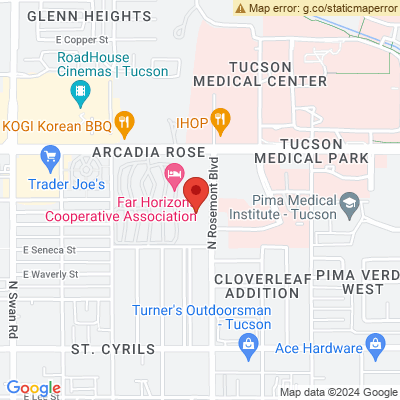 Map error: g.co/staticmaperror
GLENN HEIGHTS
E Copper St
RoadHouse
Cinemas | Tucson
TUCSON
MEDICAL CENTER
KOGI Korean BBQ
IHOP
ARCADIA ROSE
TUCSON
MEDICAL PARK
Trader Joe's
Far Horizons
Cooperative Association
N Rosemont Blvd
Pima Medical
Institute - Tucson
E Seneca St
E Waverly St
N Swan Rd
CLOVERLEAF
ADDITION
PIMA VERDE
WEST
Turner's Outdoorsman
- Tucson
ST. CYRILS
Ace Hardware
Google
E Lee St
Map data ©2024 Google